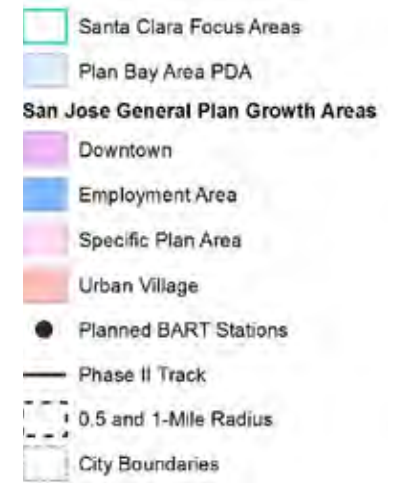 Santa Clara Focus Areas
Plan Bay Area PDA
San Jose General Plan Growth Areas
Downtown
Employment Area
Specific Plan Area
Urban Village
Planned BART Stations
Phase II Track
0.5 and 1-Mile Radius
City Boundaries